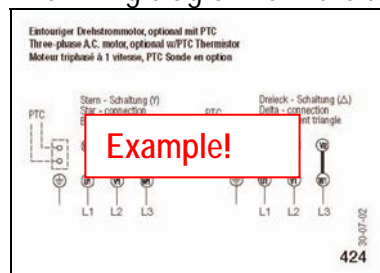 Eintouriger Drehstrommotor, optional mit PTC
Three-phase A.C. motor, optional w/PTC Thermistor
Moteur triphasé à 1 vitesse, PTC Sonde en option
Stern - Schaltung (Y)
Star - connection
PTC
Dreieck - Schaltung (△)
Delta - connection
triangle
PTC
Example!
U1 V1 W1
U1 V1 W1
L1 L2 L3
L1 L2 L3
30-07-02
424